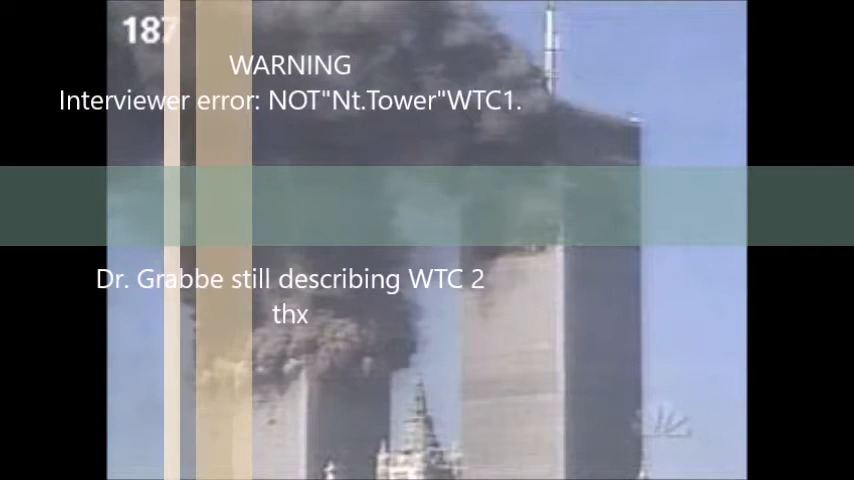 187
WARNING
Interviewer error: NOT"Nt.Tower"WTC1.
Dr. Grabbe still describing WTC 2
thx